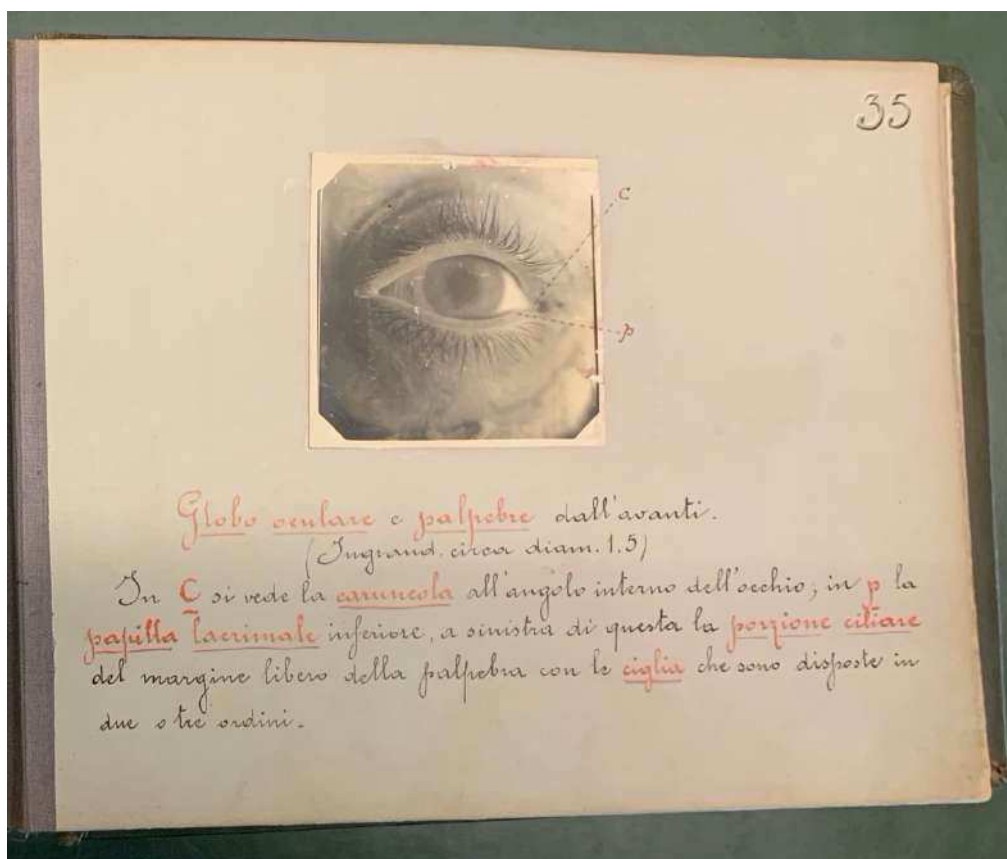 35
C
p
Globo oculare e palpebre dall'avanti.
(Ingrand. circa diam. 1.5)
In C si vede la caruncola all'angolo interno dell'occhio; in p la
papilla lacrimale inferiore, a sinistra di questa la porzione ciliare
del margine libero della palpebra con le ciglia che sono disposte in
due o tre ordini.